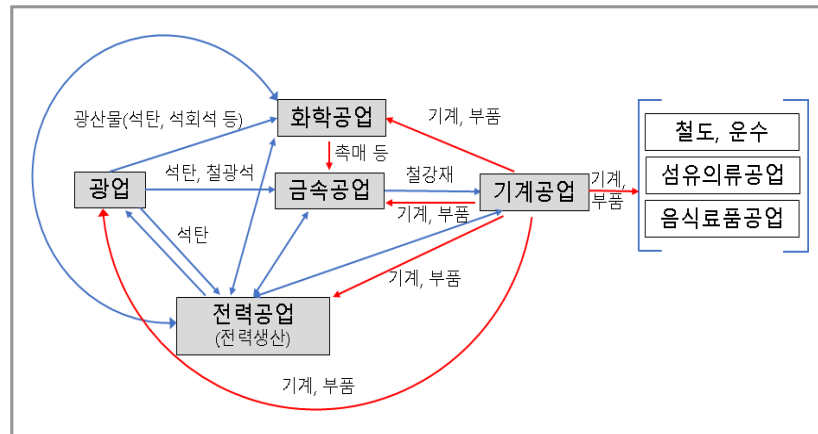 광산물(석탄, 석회석 등)
화학공업
기계, 부품
철도, 운수
촉매 등
석탄, 철광석
철강재
광업
금속공업
기계공업
기계,
부품
섬유의류공업
기계, 부품
음식료품공업
석탄
기계, 부품
전력공업
(전력생산)
기계, 부품